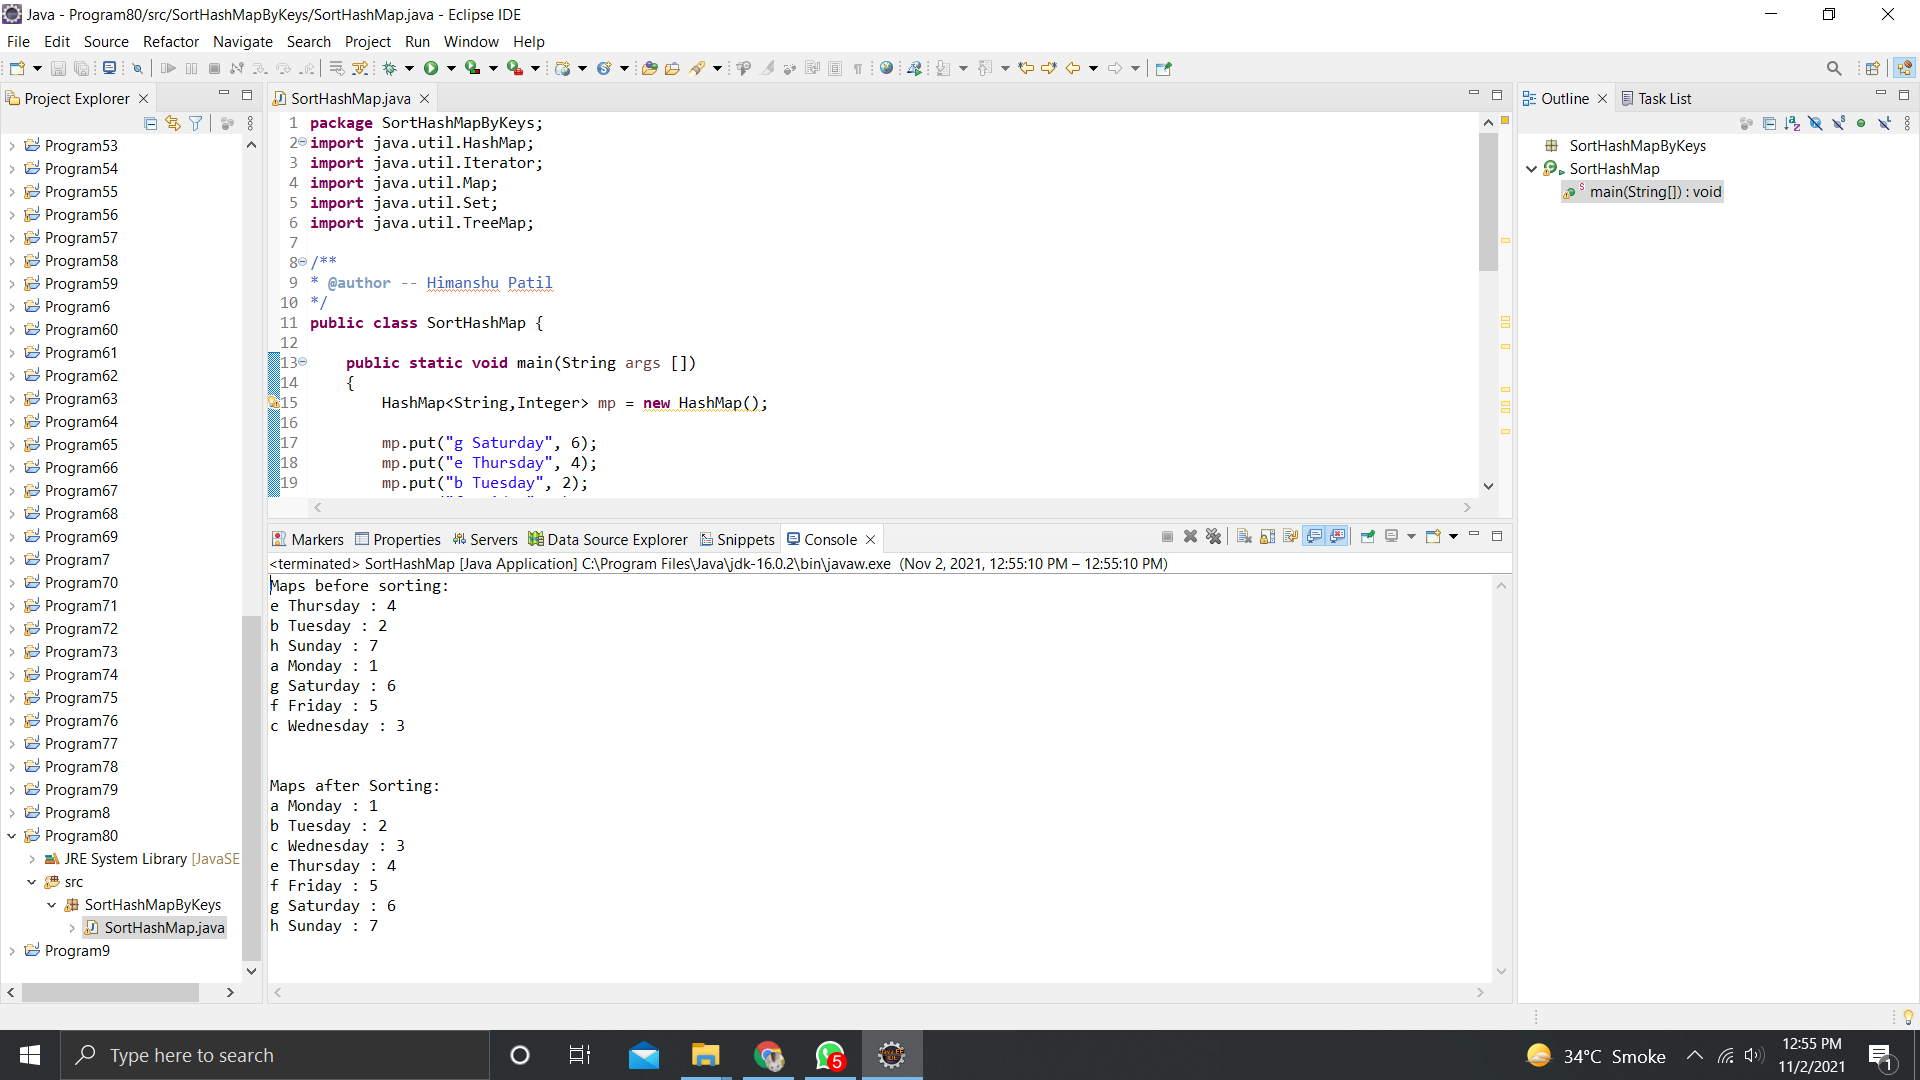 Java - Program80/src/SortHashMapByKeys/SortHashMap.java - Eclipse IDE
File Edit Source Refactor Navigate Search Project Run Window Help
Project Explorer
Program53
Program54
Program55
Program56
Program57
Program58
Program59
Program6
Program60
Program61
Program62
Program63
Program64
Program65
Program66
Program67
Program68
Program69
Program7
Program70
Program71
Program72
Program73
Program74
Program75
Program76
Program77
Program78
Program79
Program8
Program80
JRE System Library [JavaSE
src
SortHashMapByKeys
SortHashMap.java
Program9
SortHashMap.java
1 package SortHashMapByKeys;
2 import java.util.HashMap;
3 import java.util.Iterator;
4 import java.util.Map;
5 import java.util.Set;
6 import java.util.TreeMap;
7
8 /**
9 * @author -- Himanshu Patil
10 */
11 public class SortHashMap {
12
13 public static void main(String args [])
14 {
15 HashMap<String,Integer> mp = new HashMap();
16
17 mp.put("g Saturday", 6);
18 mp.put("e Thursday", 4);
19 mp.put("b Tuesday", 2);
Markers Properties Servers Data Source Explorer Snippets Console
<terminated> SortHashMap [Java Application] C:\Program Files\Java\jdk-16.0.2\bin\javaw.exe (Nov 2, 2021, 12:55:10 PM – 12:55:10 PM)
Maps before sorting:
e Thursday : 4
b Tuesday : 2
h Sunday : 7
a Monday : 1
g Saturday : 6
f Friday : 5
c Wednesday : 3
Maps after Sorting:
a Monday : 1
b Tuesday : 2
c Wednesday : 3
e Thursday : 4
f Friday : 5
g Saturday : 6
h Sunday : 7
Outline Task List
SortHashMapByKeys
SortHashMap
main(String[]) : void
Type here to search
5
34°C Smoke
12:55 PM
11/2/2021
1